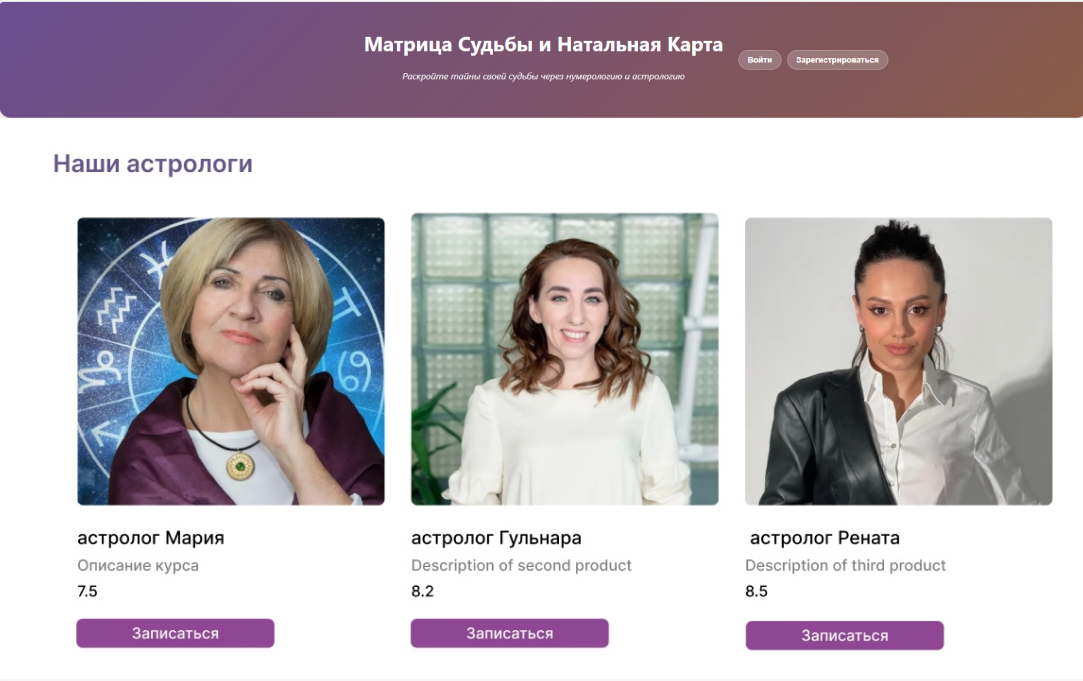 Матрица Судьбы и Натальная Карта
Раскройте тайны своей судьбы через нумерологию и астрологию
Войти
Зарегистрироваться
Наши астрологи
астролог Мария
Описание курса
7.5
Записаться
астролог Гульнара
Description of second product
8.2
Записаться
астролог Рената
Description of third product
8.5
Записаться